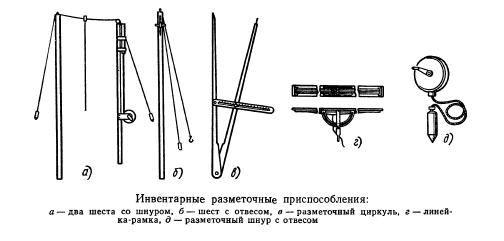 а) б) в) г) д)
Инвентарные разметочные приспособления:
а — два шеста со шнуром, б — шест с отвесом, в — разметочный циркуль, г — линей-
ка-рамка, д — разметочный шнур с отвесом